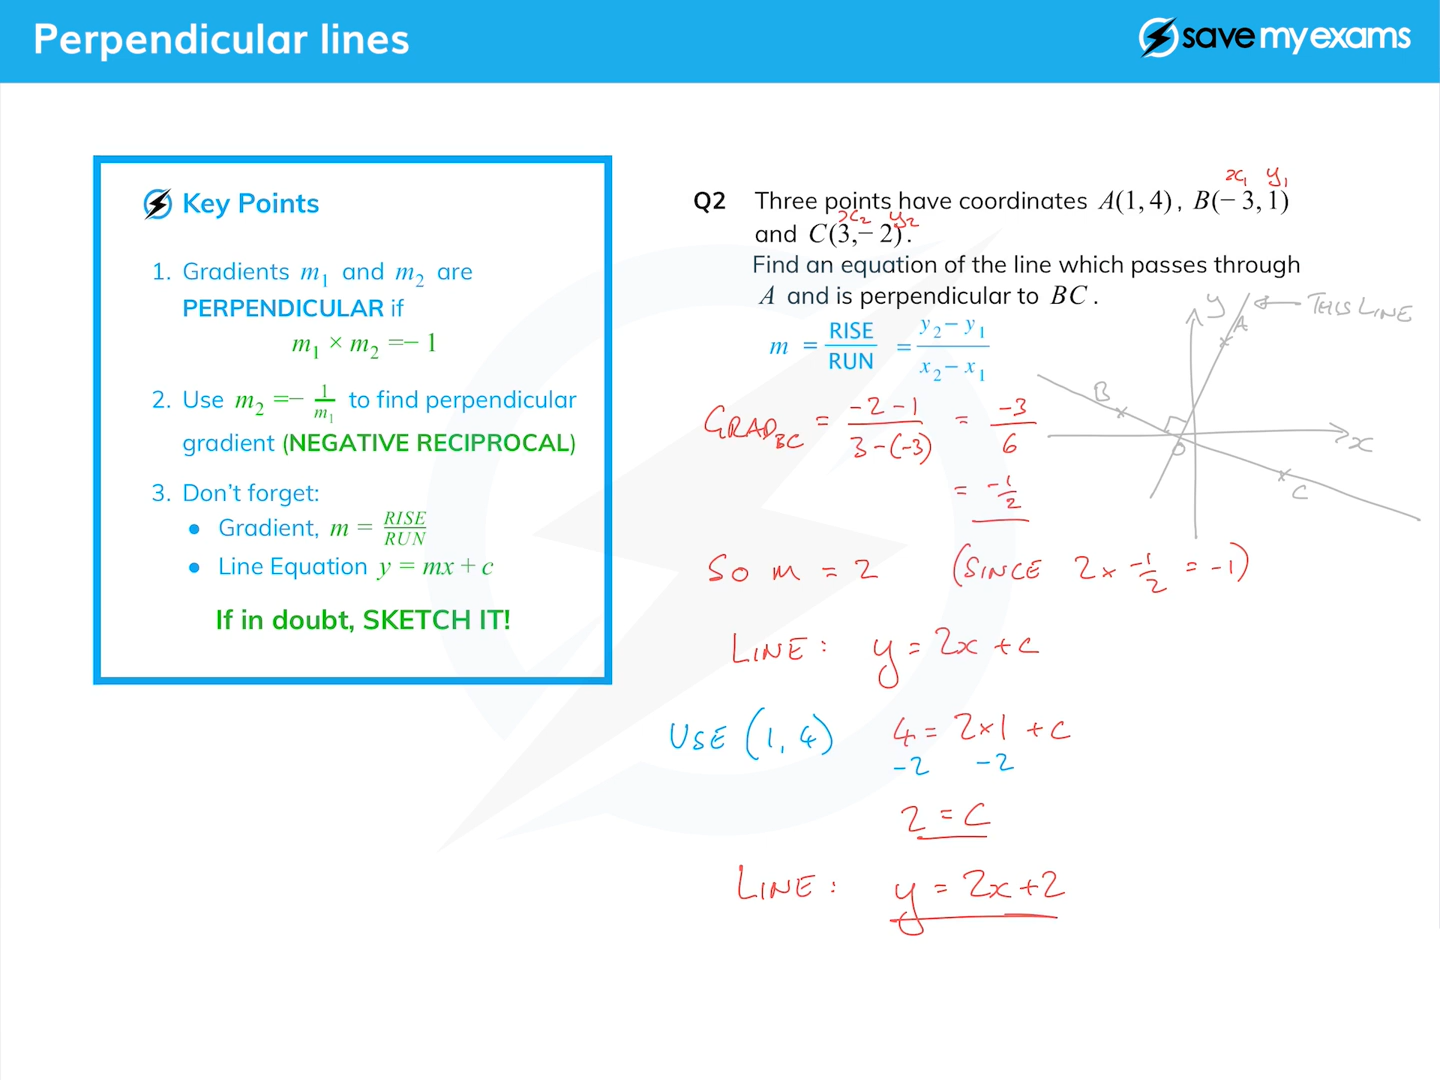 Perpendicular lines
save my exams
Key Points
1. Gradients m₁ and m₂ are
PERPENDICULAR if
m₁ × m₂ = − 1
2. Use m₂ = − 1/m₁ to find perpendicular
gradient (NEGATIVE RECIPROCAL)
3. Don't forget:
● Gradient, m = RISE/RUN
● Line Equation y = mx + c
If in doubt, SKETCH IT!
x₁ y₁
Q2 Three points have coordinates A(1, 4), B(− 3, 1)
x₂ y₂
and C(3, − 2).
Find an equation of the line which passes through
A and is perpendicular to BC.
m = RISE/RUN = y₂ − y₁ / x₂ − x₁
y ← THIS LINE
A
B
x
O
C
GRAD BC = -2 - 1 / 3 - (-3) = -3/6
= -1/2
SO m = 2 (SINCE 2 × -1/2 = -1)
LINE: y = 2x + c
USE (1, 4) 4 = 2×1 + c
-2 -2
2 = c
LINE: y = 2x + 2